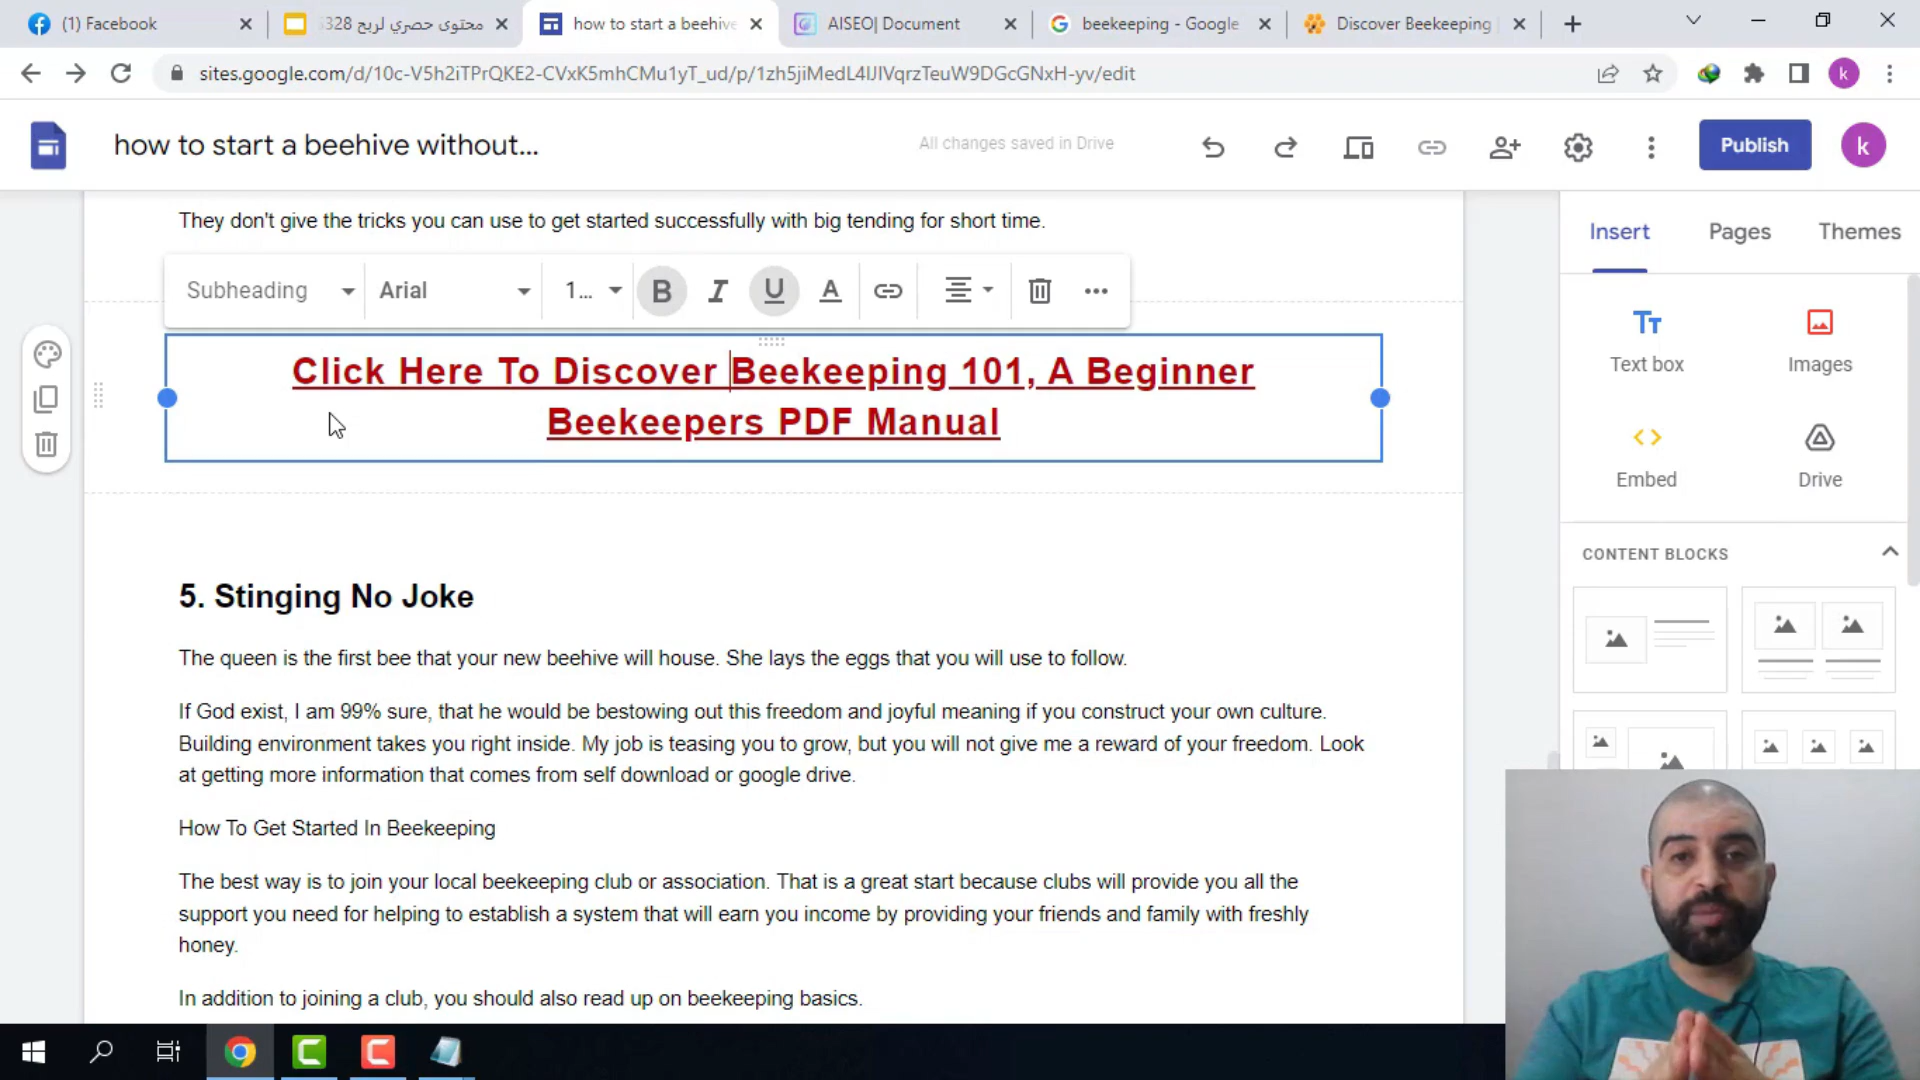 (1) Facebook
محتوى حصري لربح 328
how to start a beehive
AISEO| Document
beekeeping - Google
Discover Beekeeping
sites.google.com/d/10c-V5h2iTPrQKE2-CVxK5mhCMu1yT_ud/p/1zh5jiMedL4lJIVqrzTeuW9DGcGNxH-yv/edit
k
how to start a beehive without...
All changes saved in Drive
Publish
k
They don't give the tricks you can use to get started successfully with big tending for short time.
Insert
Pages
Themes
Subheading
Arial
1...
B
I
U
A
Click Here To Discover Beekeeping 101, A Beginner
Beekeepers PDF Manual
Text box
Images
Embed
Drive
CONTENT BLOCKS
5. Stinging No Joke
The queen is the first bee that your new beehive will house. She lays the eggs that you will use to follow.
If God exist, I am 99% sure, that he would be bestowing out this freedom and joyful meaning if you construct your own culture.
Building environment takes you right inside. My job is teasing you to grow, but you will not give me a reward of your freedom. Look
at getting more information that comes from self download or google drive.
How To Get Started In Beekeeping
The best way is to join your local beekeeping club or association. That is a great start because clubs will provide you all the
support you need for helping to establish a system that will earn you income by providing your friends and family with freshly
honey.
In addition to joining a club, you should also read up on beekeeping basics.